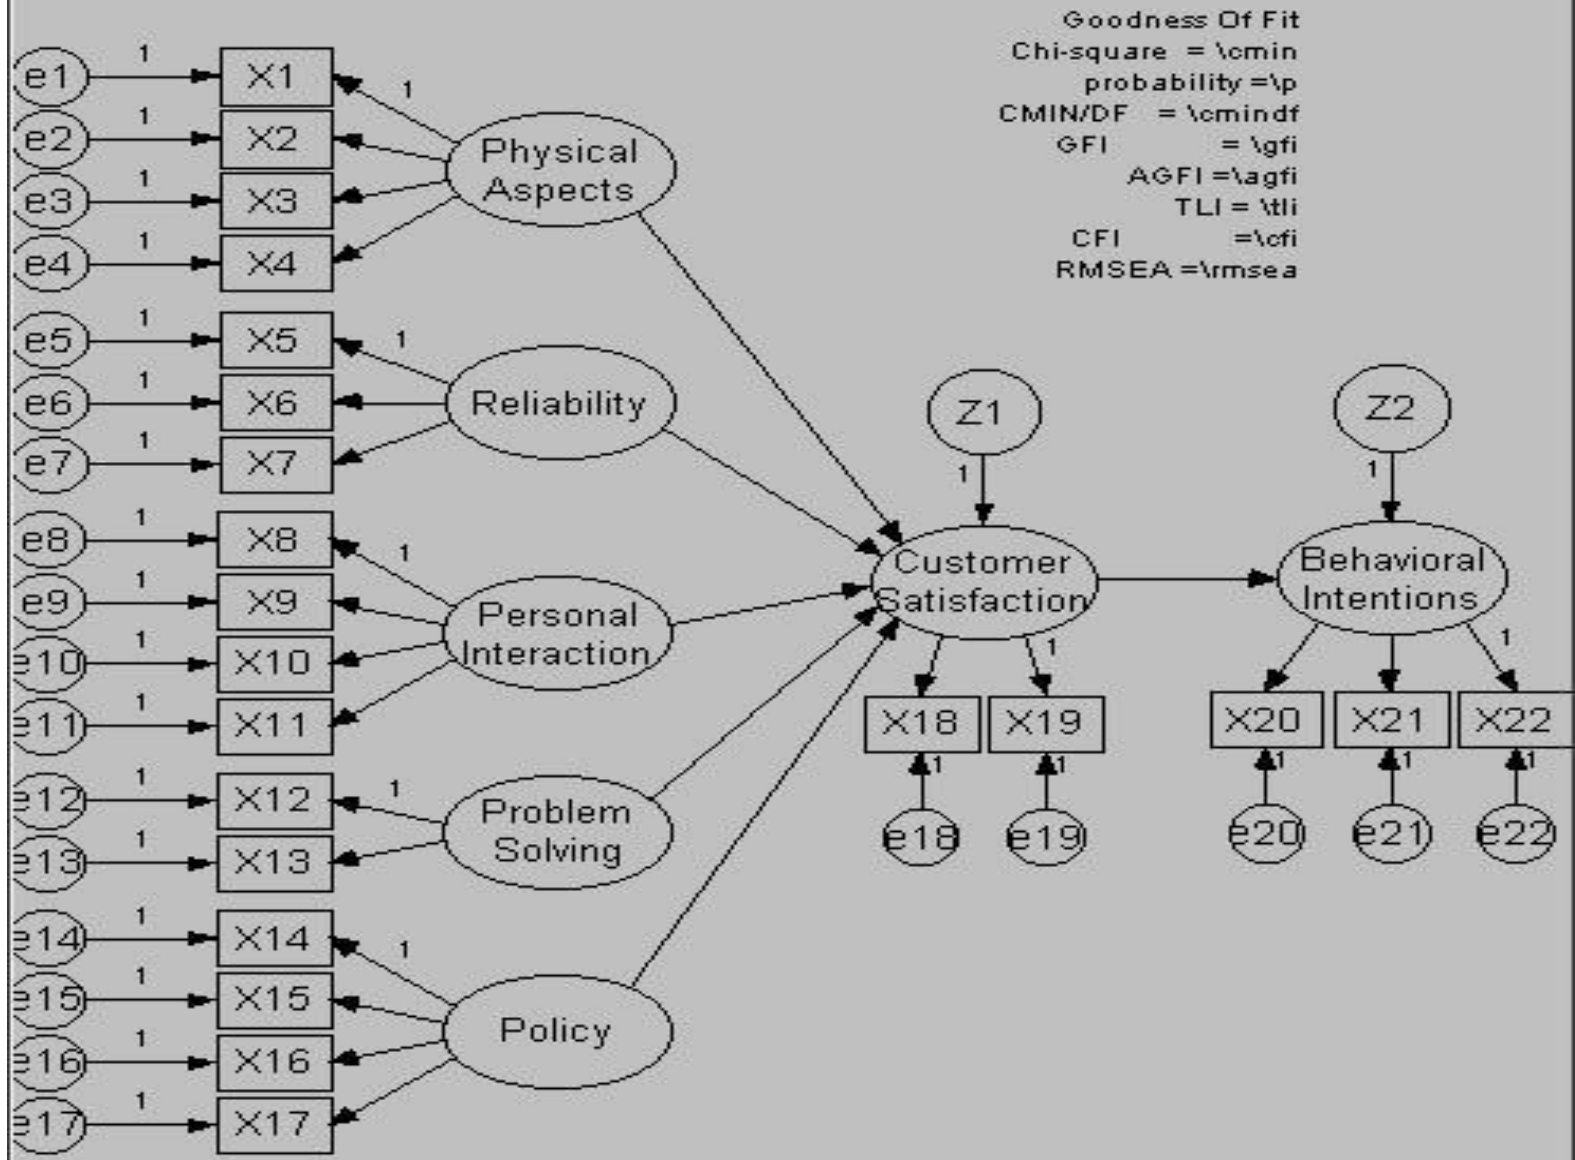 Goodness Of Fit
Chi-square = \cmin
probability =\p
CMIN/DF = \cmindf
GFI = \gfi
AGFI =\agfi
TLI = \tli
CFI =\cfi
RMSEA =\rmsea
e1 1 X1 1
e2 1 X2
e3 1 X3
e4 1 X4
Physical
Aspects
e5 1 X5 1
e6 1 X6
e7 1 X7
Reliability
e8 1 X8 1
e9 1 X9
e10 1 X10
e11 1 X11
Personal
Interaction
e12 1 X12 1
e13 1 X13
Problem
Solving
e14 1 X14 1
e15 1 X15
e16 1 X16
e17 1 X17
Policy
Z1
1
Customer
Satisfaction
1
X18 X19
1 1
e18 e19
Z2
1
Behavioral
Intentions
1
X20 X21 X22
1 1 1
e20 e21 e22